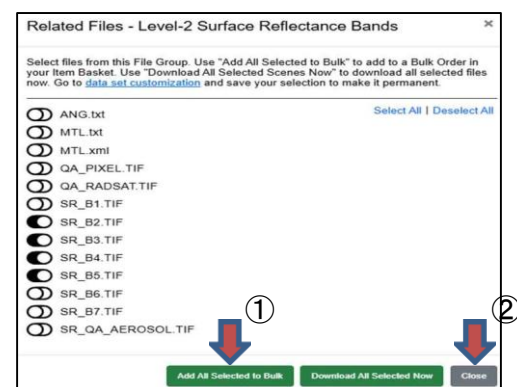 Related Files - Level-2 Surface Reflectance Bands ×
Select files from this File Group. Use "Add All Selected to Bulk" to add to a Bulk Order in
your Item Basket. Use "Download All Selected Scenes Now" to download all selected files
now. Go to data set customization and save your selection to make it permanent.
Select All | Deselect All
ANG.txt
MTL.txt
MTL.xml
QA_PIXEL.TIF
QA_RADSAT.TIF
SR_B1.TIF
SR_B2.TIF
SR_B3.TIF
SR_B4.TIF
SR_B5.TIF
SR_B6.TIF
SR_B7.TIF
SR_QA_AEROSOL.TIF
① ②
Add All Selected to Bulk Download All Selected Now Close